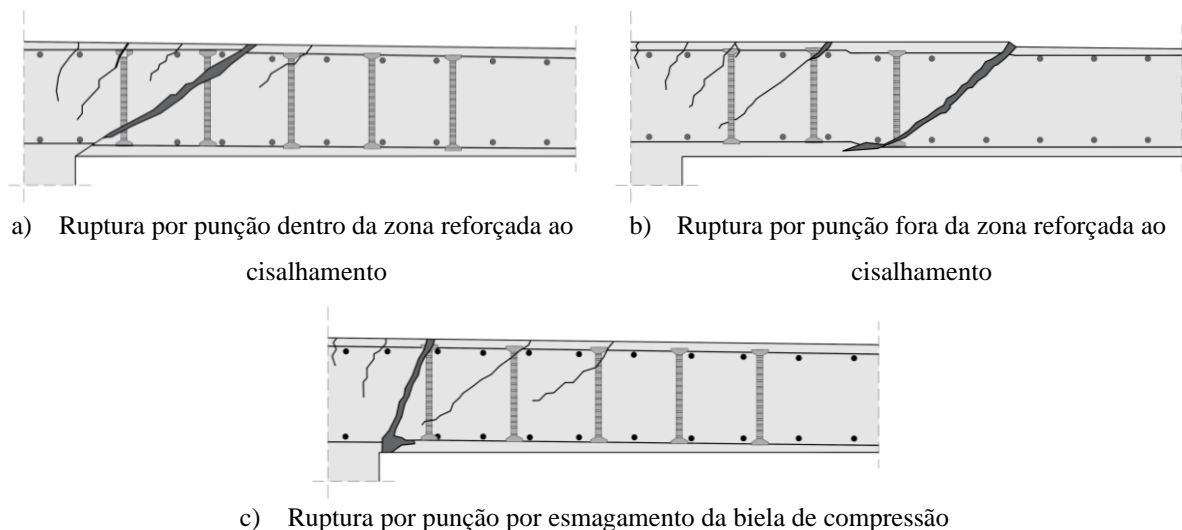 a) Ruptura por punção dentro da zona reforçada ao
cisalhamento
b) Ruptura por punção fora da zona reforçada ao
cisalhamento
c) Ruptura por punção por esmagamento da biela de compressão